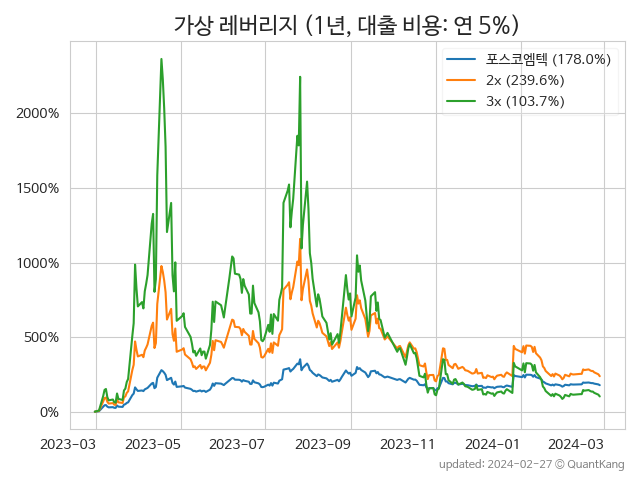 가상 레버리지 (1년, 대출 비용: 연 5%)
포스코엠텍 (178.0%)
2x (239.6%)
3x (103.7%)
2000%
1500%
1000%
500%
0%
2023-03 2023-05 2023-07 2023-09 2023-11 2024-01 2024-03
updated: 2024-02-27 © QuantKang